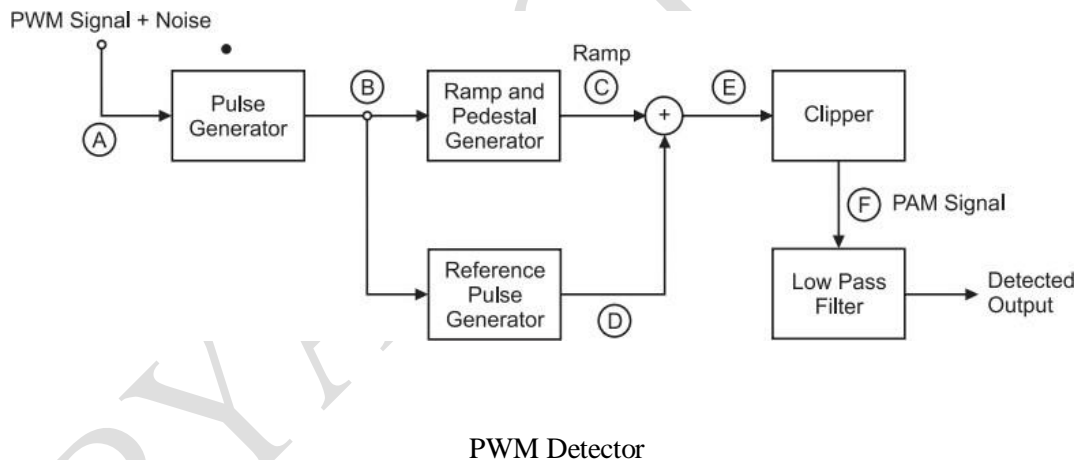 PWM Signal + Noise
A
Pulse
Generator
B
Ramp and
Pedestal
Generator
Ramp
C
+
E
Clipper
F
PAM Signal
Reference
Pulse
Generator
D
Low Pass
Filter
Detected
Output
PWM Detector